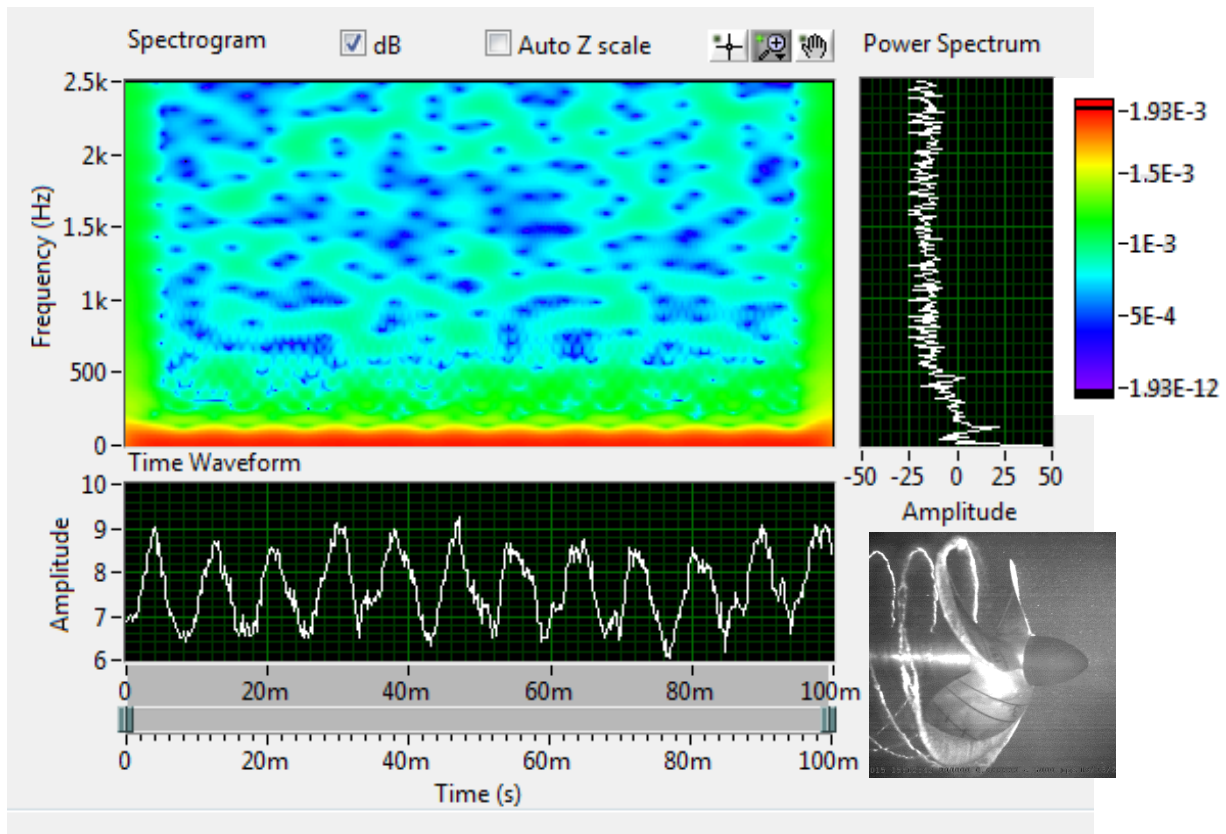 Spectrogram
dB
Auto Z scale
Power Spectrum
2.5k
2k
1.5k
1k
500
0
Frequency (Hz)
-1.93E-3
-1.5E-3
-1E-3
-5E-4
-1.93E-12
-50 -25 0 25 50
Amplitude
Time Waveform
10
9
8
7
6
Amplitude
0 20m 40m 60m 80m 100m
0 20m 40m 60m 80m 100m
Time (s)